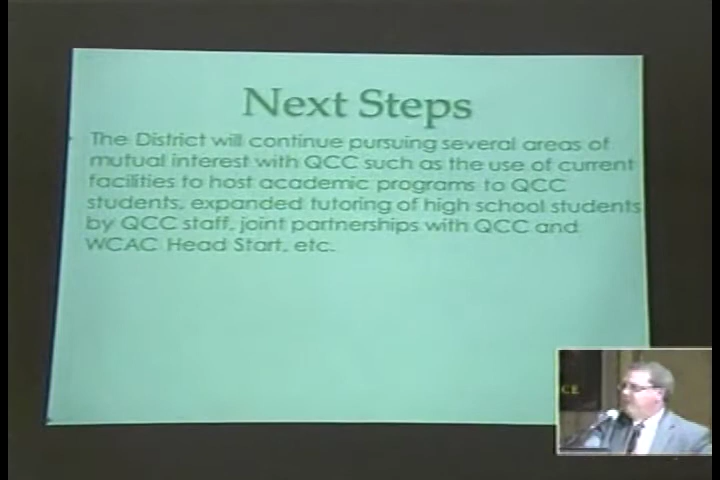 Next Steps
The District will continue pursuing several areas of
mutual interest with QCC such as the use of current
facilities to host academic programs to QCC
students, expanded tutoring of high school students
by QCC staff, joint partnerships with QCC and
WCAC Head Start, etc.
CE